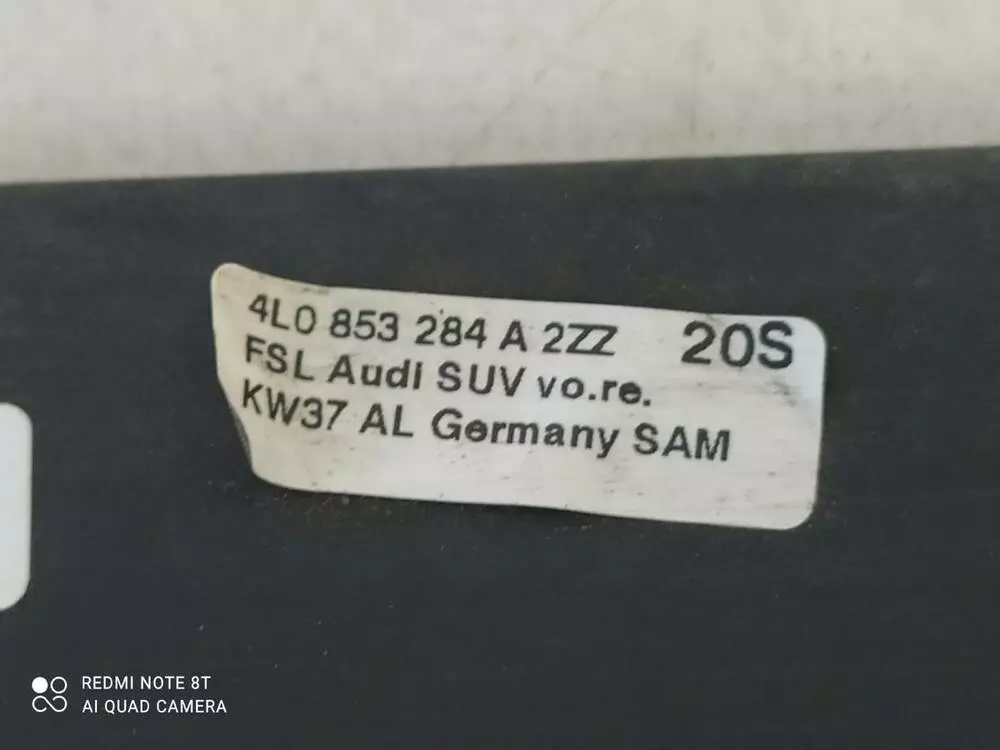 4L0 853 284 A 2ZZ 20S
FSL Audi SUV vo.re.
KW37 AL Germany SAM
REDMI NOTE 8T
AI QUAD CAMERA